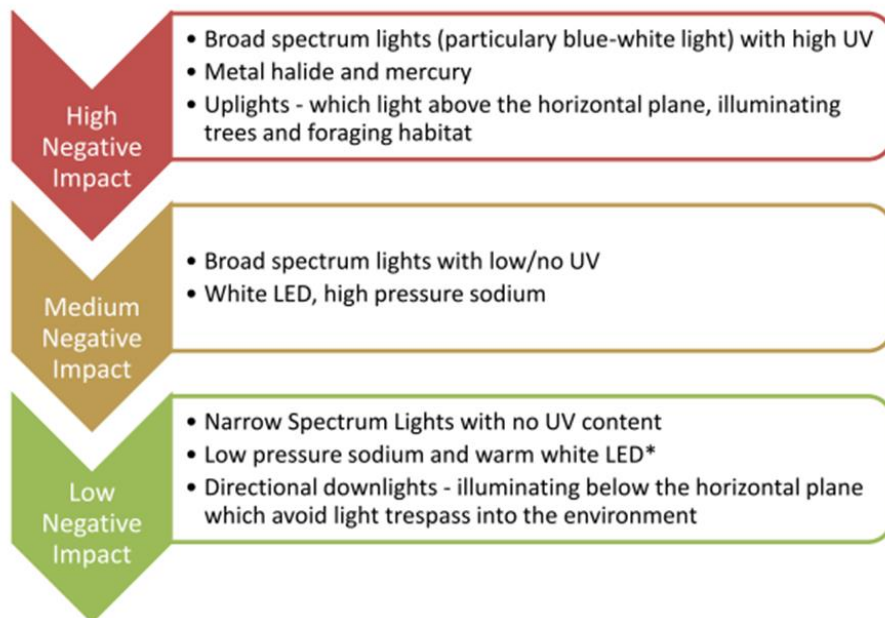 High
Negative
Impact
• Broad spectrum lights (particulary blue-white light) with high UV
• Metal halide and mercury
• Uplights - which light above the horizontal plane, illuminating
trees and foraging habitat
Medium
Negative
Impact
• Broad spectrum lights with low/no UV
• White LED, high pressure sodium
Low
Negative
Impact
• Narrow Spectrum Lights with no UV content
• Low pressure sodium and warm white LED*
• Directional downlights - illuminating below the horizontal plane
which avoid light trespass into the environment